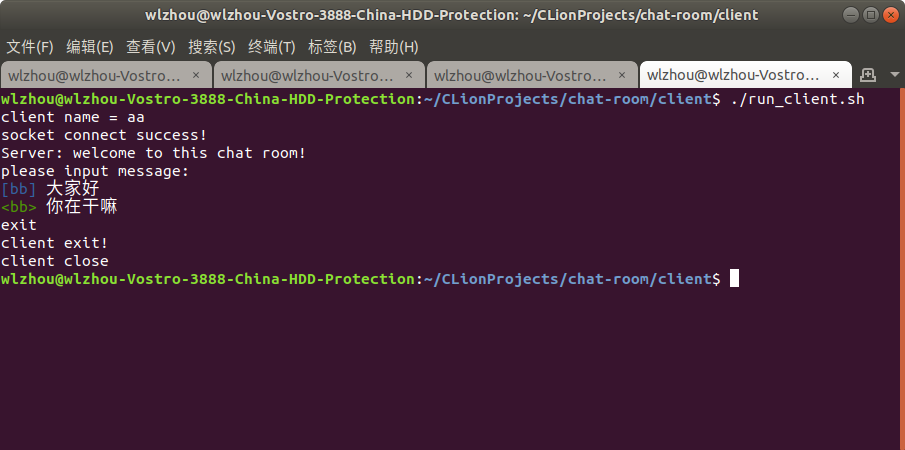 wlzhou@wlzhou-Vostro-3888-China-HDD-Protection: ~/CLionProjects/chat-room/client
文件(F) 编辑(E) 查看(V) 搜索(S) 终端(T) 标签(B) 帮助(H)
wlzhou@wlzhou-Vostro... × wlzhou@wlzhou-Vostro... × wlzhou@wlzhou-Vostro... × wlzhou@wlzhou-Vostro... ×
wlzhou@wlzhou-Vostro-3888-China-HDD-Protection:~/CLionProjects/chat-room/client$ ./run_client.sh
client name = aa
socket connect success!
Server: welcome to this chat room!
please input message:
[bb] 大家好
<bb> 你在干嘛
exit
client exit!
client close
wlzhou@wlzhou-Vostro-3888-China-HDD-Protection:~/CLionProjects/chat-room/client$